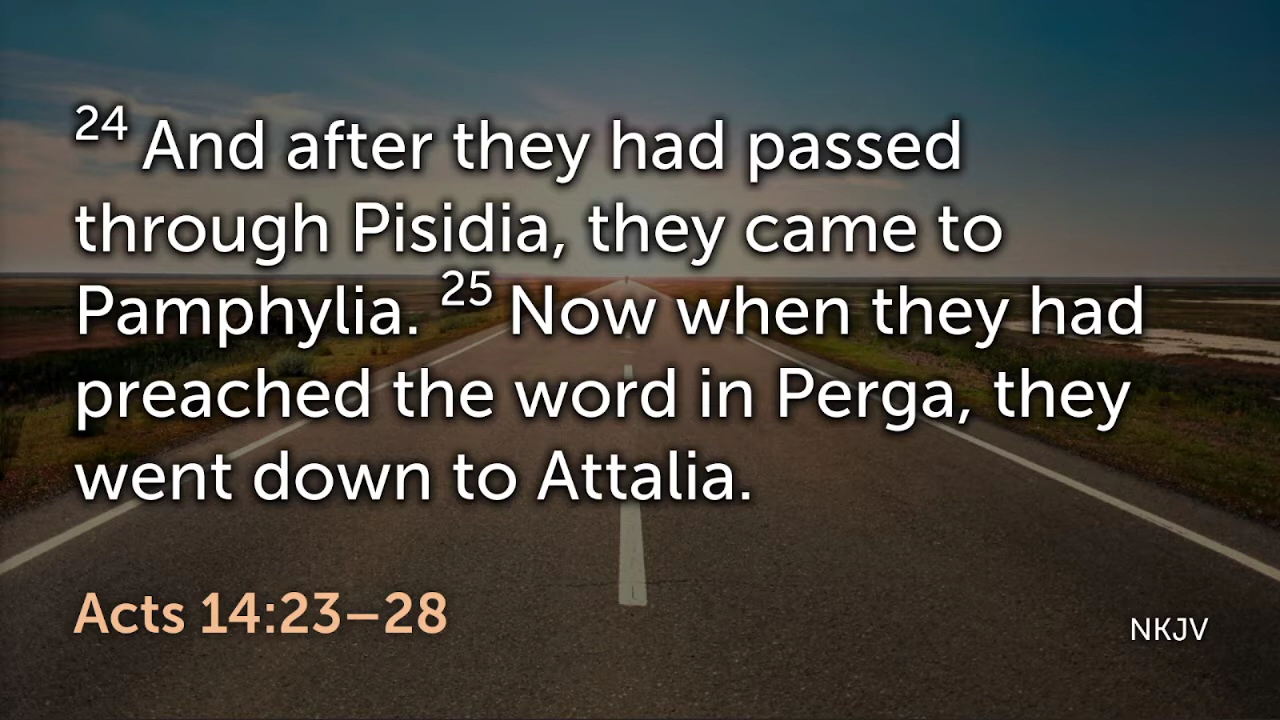 24 And after they had passed
through Pisidia, they came to
Pamphylia. 25 Now when they had
preached the word in Perga, they
went down to Attalia.
Acts 14:23–28
NKJV